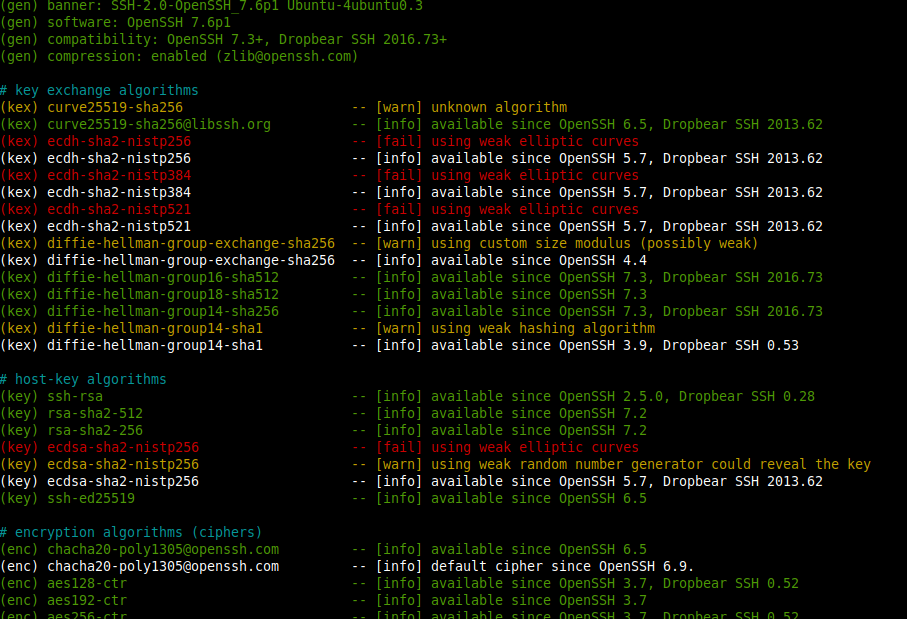 (gen) banner: SSH-2.0-OpenSSH_7.6p1 Ubuntu-4ubuntu0.3
(gen) software: OpenSSH 7.6p1
(gen) compatibility: OpenSSH 7.3+, Dropbear SSH 2016.73+
(gen) compression: enabled (zlib@openssh.com)

# key exchange algorithms
(kex) curve25519-sha256                     -- [warn] unknown algorithm
(kex) curve25519-sha256@libssh.org          -- [info] available since OpenSSH 6.5, Dropbear SSH 2013.62
(kex) ecdh-sha2-nistp256                    -- [fail] using weak elliptic curves
(kex) ecdh-sha2-nistp256                    -- [info] available since OpenSSH 5.7, Dropbear SSH 2013.62
(kex) ecdh-sha2-nistp384                    -- [fail] using weak elliptic curves
(kex) ecdh-sha2-nistp384                    -- [info] available since OpenSSH 5.7, Dropbear SSH 2013.62
(kex) ecdh-sha2-nistp521                    -- [fail] using weak elliptic curves
(kex) ecdh-sha2-nistp521                    -- [info] available since OpenSSH 5.7, Dropbear SSH 2013.62
(kex) diffie-hellman-group-exchange-sha256  -- [warn] using custom size modulus (possibly weak)
(kex) diffie-hellman-group-exchange-sha256  -- [info] available since OpenSSH 4.4
(kex) diffie-hellman-group16-sha512         -- [info] available since OpenSSH 7.3, Dropbear SSH 2016.73
(kex) diffie-hellman-group18-sha512         -- [info] available since OpenSSH 7.3
(kex) diffie-hellman-group14-sha256         -- [info] available since OpenSSH 7.3, Dropbear SSH 2016.73
(kex) diffie-hellman-group14-sha1           -- [warn] using weak hashing algorithm
(kex) diffie-hellman-group14-sha1           -- [info] available since OpenSSH 3.9, Dropbear SSH 0.53

# host-key algorithms
(key) ssh-rsa                               -- [info] available since OpenSSH 2.5.0, Dropbear SSH 0.28
(key) rsa-sha2-512                          -- [info] available since OpenSSH 7.2
(key) rsa-sha2-256                          -- [info] available since OpenSSH 7.2
(key) ecdsa-sha2-nistp256                   -- [fail] using weak elliptic curves
(key) ecdsa-sha2-nistp256                   -- [warn] using weak random number generator could reveal the key
(key) ecdsa-sha2-nistp256                   -- [info] available since OpenSSH 5.7, Dropbear SSH 2013.62
(key) ssh-ed25519                           -- [info] available since OpenSSH 6.5

# encryption algorithms (ciphers)
(enc) chacha20-poly1305@openssh.com         -- [info] available since OpenSSH 6.5
(enc) chacha20-poly1305@openssh.com         -- [info] default cipher since OpenSSH 6.9.
(enc) aes128-ctr                            -- [info] available since OpenSSH 3.7, Dropbear SSH 0.52
(enc) aes192-ctr                            -- [info] available since OpenSSH 3.7
(enc) aes256-ctr                            -- [info] available since OpenSSH 3.7, Dropbear SSH 0.52